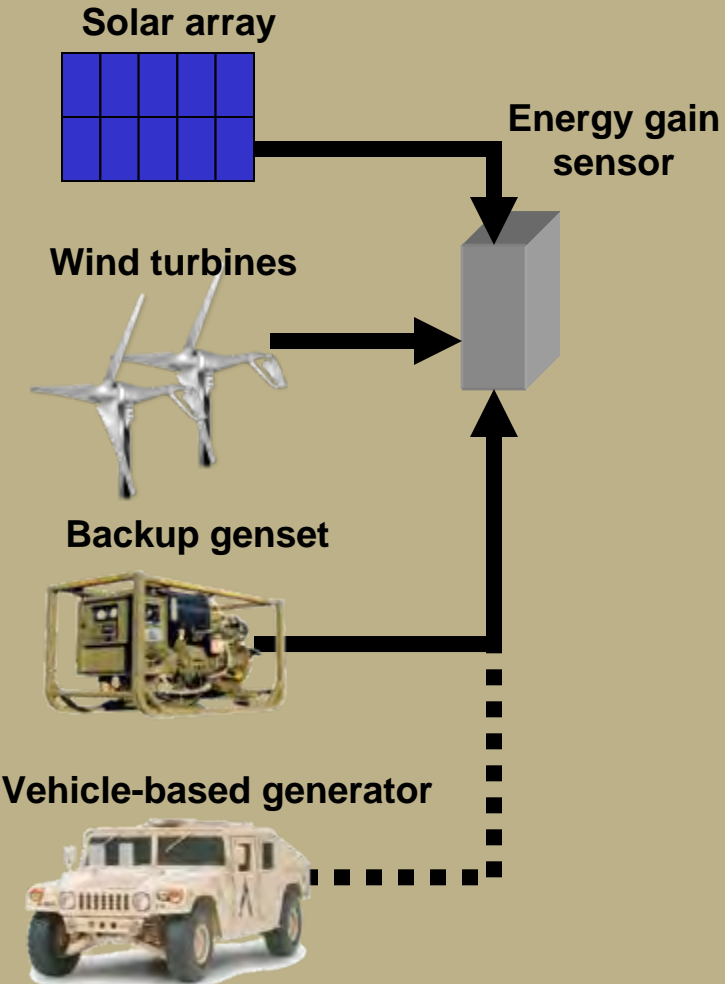 Solar array
Energy gain
sensor
Wind turbines
Backup genset
Vehicle-based generator